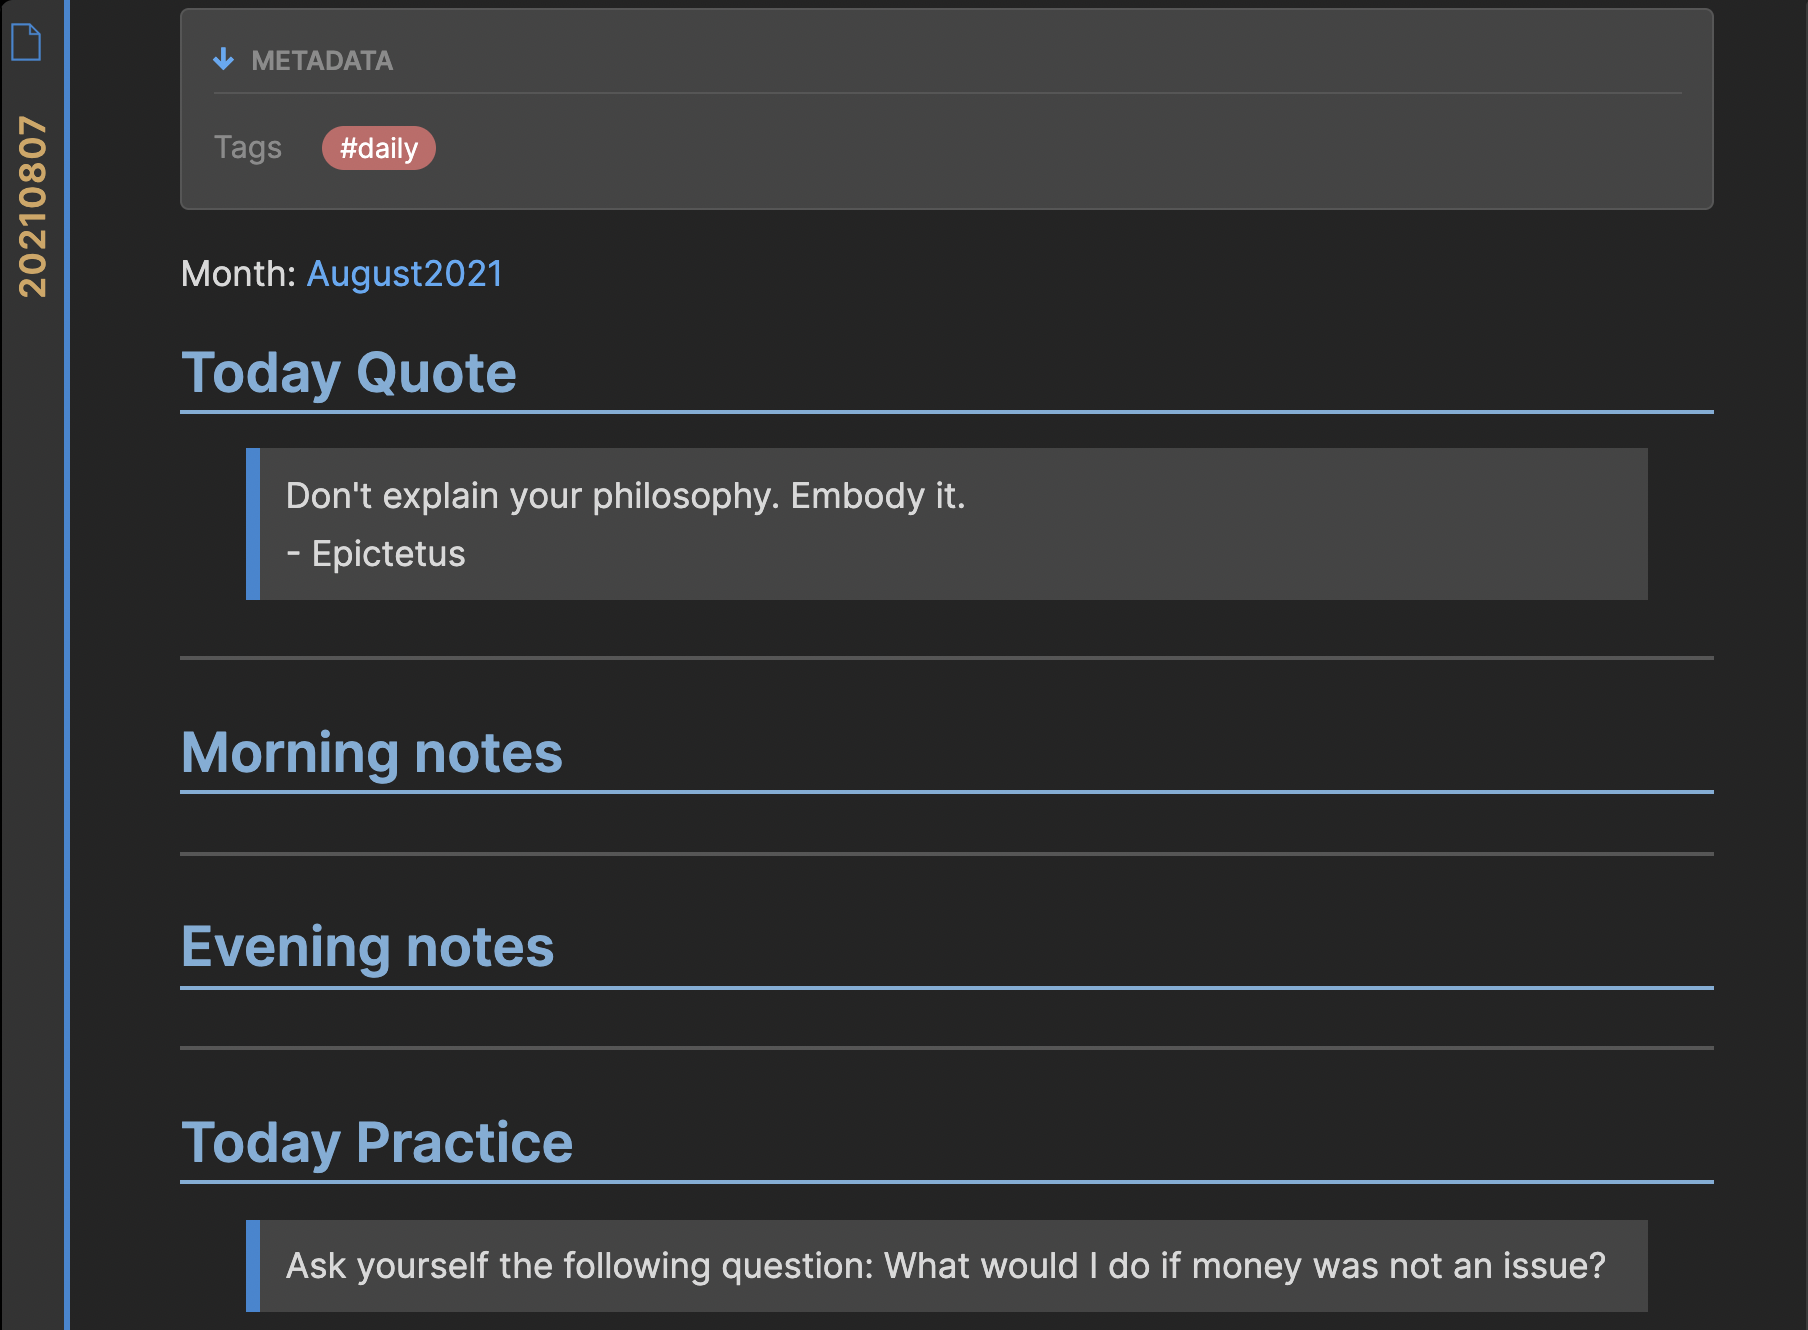 20210807
METADATA
Tags #daily
Month: August2021
Today Quote
Don't explain your philosophy. Embody it.
- Epictetus
Morning notes
Evening notes
Today Practice
Ask yourself the following question: What would I do if money was not an issue?